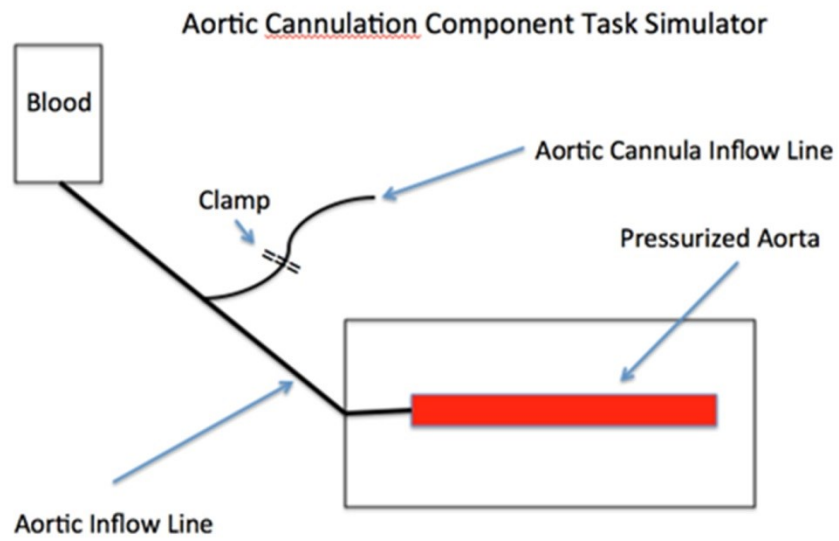 Aortic Cannulation Component Task Simulator
Blood
Aortic Cannula Inflow Line
Clamp
Pressurized Aorta
Aortic Inflow Line